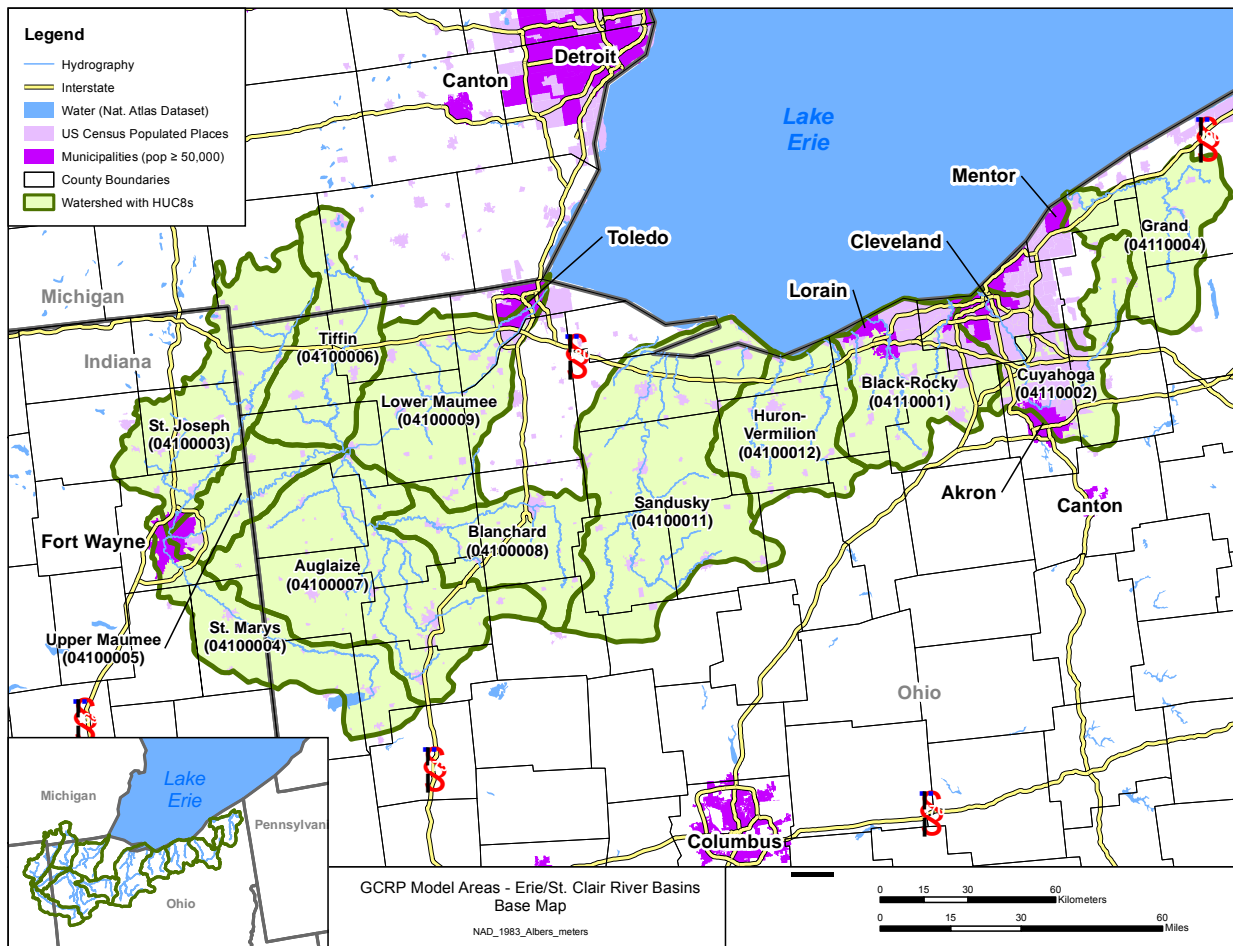 Legend
Hydrography
Interstate
Water (Nat. Atlas Dataset)
US Census Populated Places
Municipalities (pop ≥ 50,000)
County Boundaries
Watershed with HUC8s
Detroit
Canton
Lake
Erie
Mentor
Grand
(04110004)
Cleveland
Toledo
Lorain
Michigan
Indiana
Tiffin
(04100006)
Lower Maumee
(04100009)
St. Joseph
(04100003)
Black-Rocky
(04110001)
Cuyahoga
(04110002)
Huron-
Vermilion
(04100012)
Akron
Canton
Sandusky
(04100011)
Blanchard
(04100008)
Fort Wayne
Auglaize
(04100007)
St. Marys
(04100004)
Upper Maumee
(04100005)
Ohio
Columbus
Lake
Erie
Michigan
Pennsylvani
Ohio
GCRP Model Areas - Erie/St. Clair River Basins
Base Map
NAD_1983_Albers_meters
0 15 30 60
Kilometers
0 15 30 60
Miles